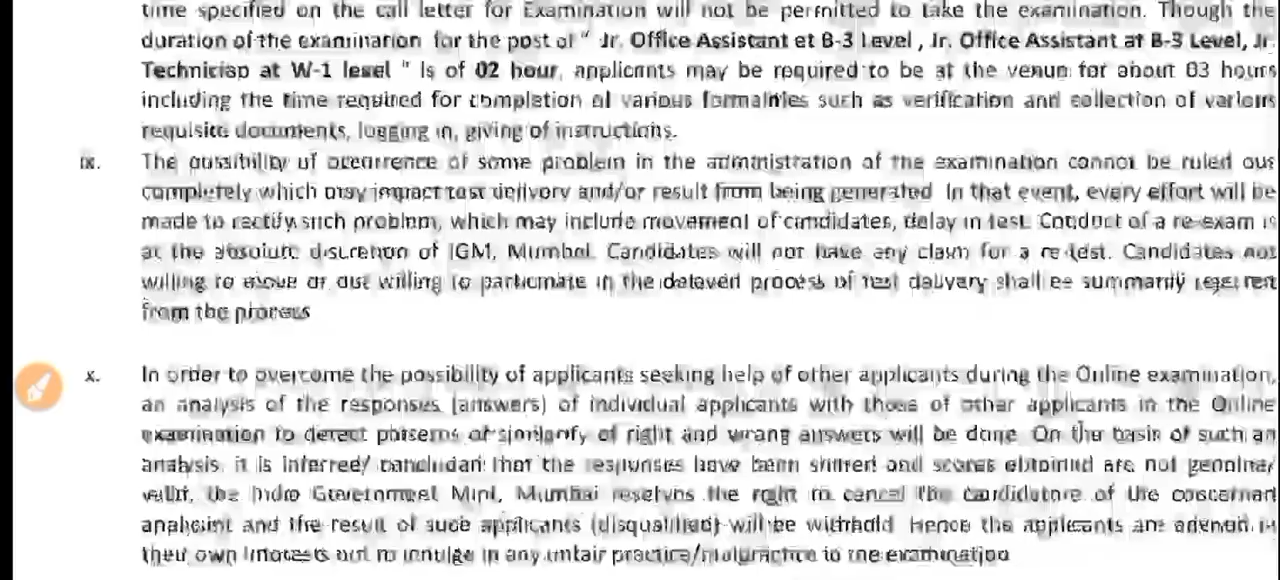 time specified on the call letter for Examination will not be permitted to take the examination. Though the
duration of the examination for the post of " Jr. Office Assistant at B-3 Level , Jr. Office Assistant at B-3 Level, Jr
Technician at W-1 level " is of 02 hour, applicants may be required to be at the venue for about 03 hours
including the time required for completion of various formalities such as verification and collection of various
requisite documents, logging in, giving of instructions.
ix. The possibility of occurrence of some problem in the administration of the examination cannot be ruled out
completely which may impact test delivery and/or result from being generated In that event, every effort will be
made to rectify such problem, which may include movement of candidates, delay in test. Conduct of a re-exam is
at the absolute discretion of IGM, Mumbai. Candidates will not have any claim for a re-test. Candidates not
willing to move or not willing to participate in the delayed process of test delivery shall be summarily rejected
from the process
x. In order to overcome the possibility of applicants seeking help of other applicants during the Online examination,
an analysis of the responses (answers) of individual applicants with those of other applicants in the Online
examination to detect patterns of similarity of right and wrong answers will be done On the basis of such an
analysis, it is inferred/ that the responses have been shared and scores obtained are not genuine/
valid, the Government Mint, Mumbai reserves the right to cancel the candidature of the concerned
applicant and the result of such applicants (disqualified) will be withheld Hence the applicants are
their own interests not to indulge in any unfair practice/malpractice in the examination